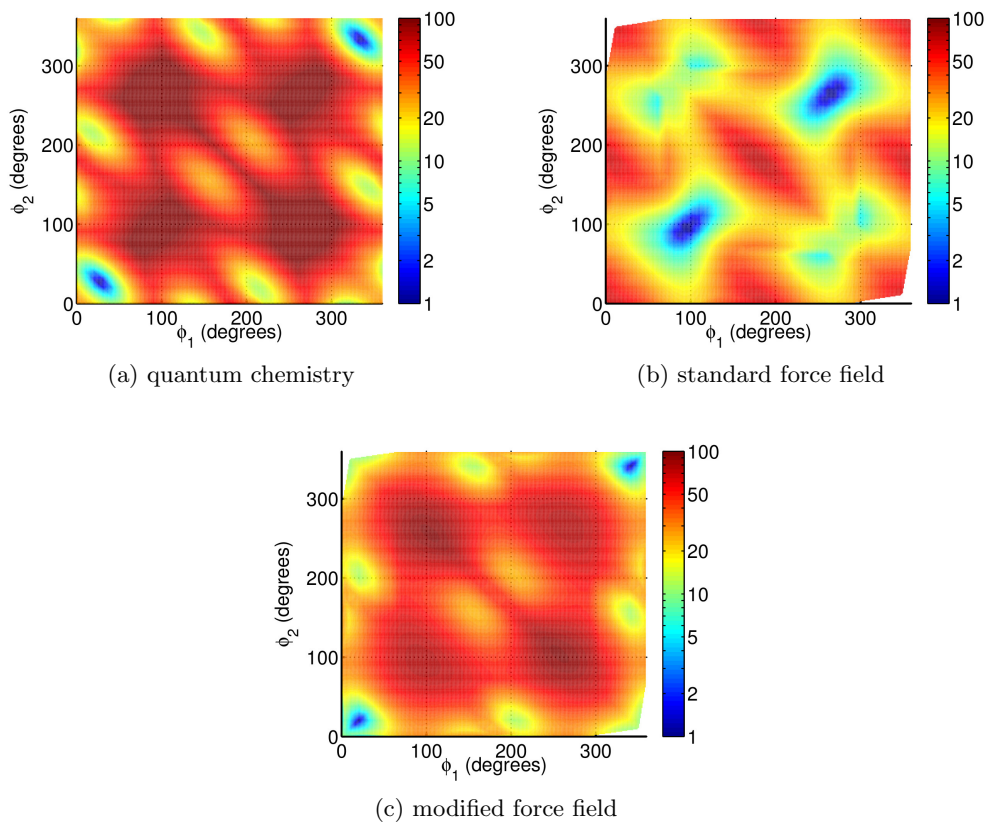 100
50
20
10
5
2
1
300
200
100
0
0 100 200 300
ϕ2 (degrees)
ϕ1 (degrees)
(a) quantum chemistry
100
50
20
10
5
2
1
300
200
100
0
0 100 200 300
ϕ2 (degrees)
ϕ1 (degrees)
(b) standard force field
100
50
20
10
5
2
1
300
200
100
0
0 100 200 300
ϕ2 (degrees)
ϕ1 (degrees)
(c) modified force field